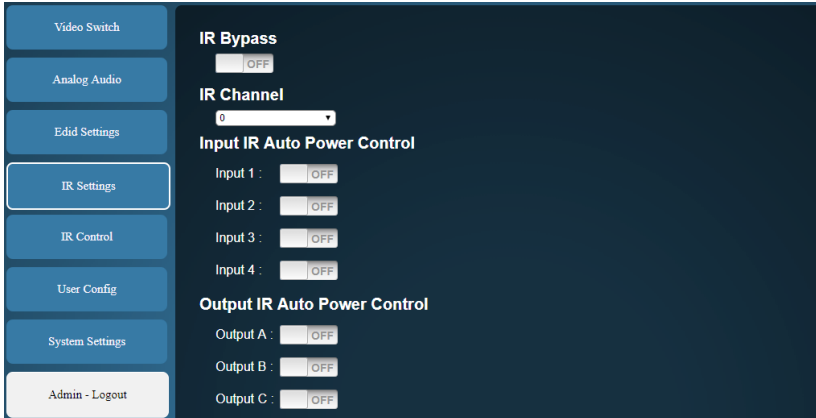 Video Switch
Analog Audio
Edid Settings
IR Settings
IR Control
User Config
System Settings
Admin - Logout
IR Bypass
OFF
IR Channel
0
Input IR Auto Power Control
Input 1 : OFF
Input 2 : OFF
Input 3 : OFF
Input 4 : OFF
Output IR Auto Power Control
Output A : OFF
Output B : OFF
Output C : OFF